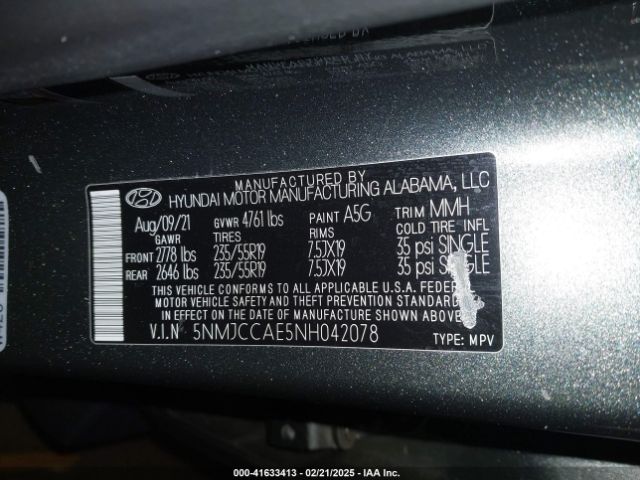 MANUFACTURED BY
HYUNDAI MOTOR MANUFACTURING ALABAMA, LLC
Aug/09/21 GVWR 4761 lbs PAINT A5G TRIM MMH
GAWR TIRES RIMS COLD TIRE INFL
FRONT 2778 lbs 235/55R19 7.5JX19 35 psi SINGLE
REAR 2646 lbs 235/55R19 7.5JX19 35 psi SINGLE
THIS VEHICLE CONFORMS TO ALL APPLICABLE U.S.A. FEDERAL
MOTOR VEHICLE SAFETY AND THEFT PREVENTION STANDARDS
IN EFFECT ON THE DATE OF MANUFACTURE SHOWN ABOVE.
V.I.N 5NMJCCAE5NH042078 TYPE: MPV
000-41633413 - 02/21/2025 - IAA Inc.